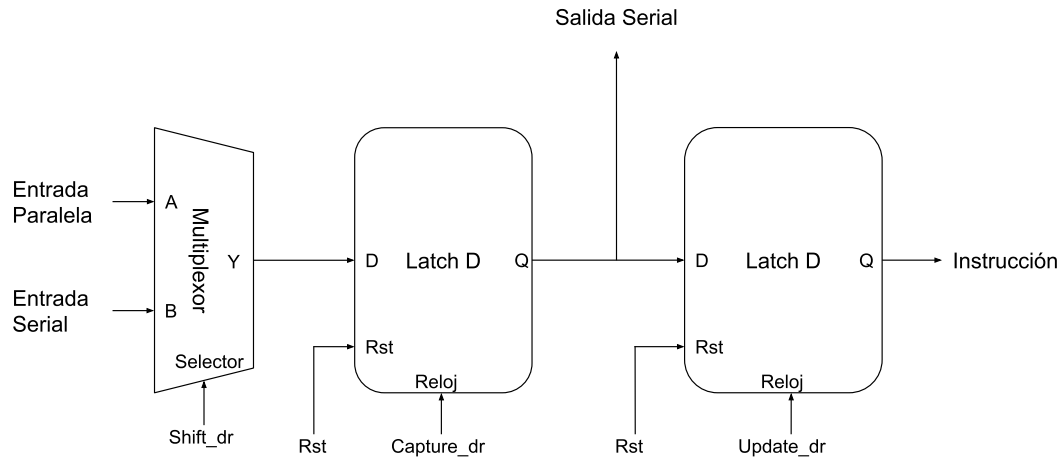 Salida Serial
Entrada
Paralela
A
Multiplexor
Y
D
Latch D
Q
D
Latch D
Q
Instrucción
Entrada
Serial
B
Selector
Rst
Reloj
Rst
Reloj
Shift_dr
Rst
Capture_dr
Rst
Update_dr